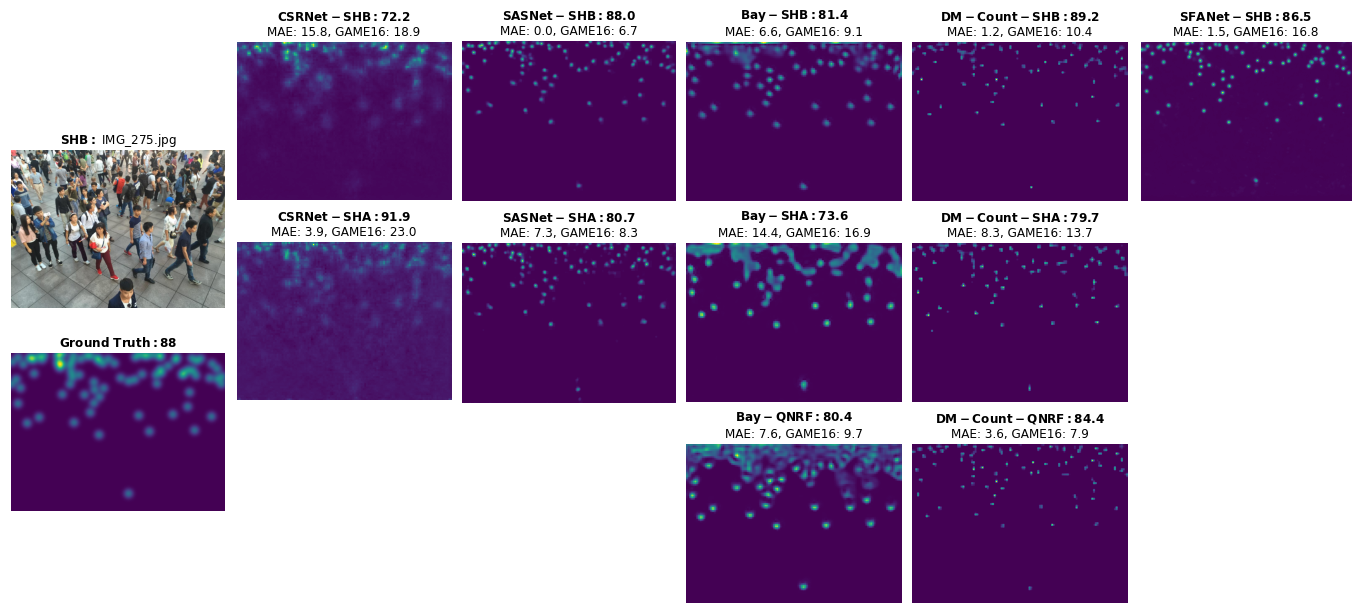 SHB: IMG_275.jpg
Ground Truth: 88
CSRNet-SHB: 72.2
MAE: 15.8, GAME16: 18.9
SASNet-SHB: 88.0
MAE: 0.0, GAME16: 6.7
Bay-SHB: 81.4
MAE: 6.6, GAME16: 9.1
DM-Count-SHB: 89.2
MAE: 1.2, GAME16: 10.4
SFANet-SHB: 86.5
MAE: 1.5, GAME16: 16.8
CSRNet-SHA: 91.9
MAE: 3.9, GAME16: 23.0
SASNet-SHA: 80.7
MAE: 7.3, GAME16: 8.3
Bay-SHA: 73.6
MAE: 14.4, GAME16: 16.9
DM-Count-SHA: 79.7
MAE: 8.3, GAME16: 13.7
Bay-QNRF: 80.4
MAE: 7.6, GAME16: 9.7
DM-Count-QNRF: 84.4
MAE: 3.6, GAME16: 7.9